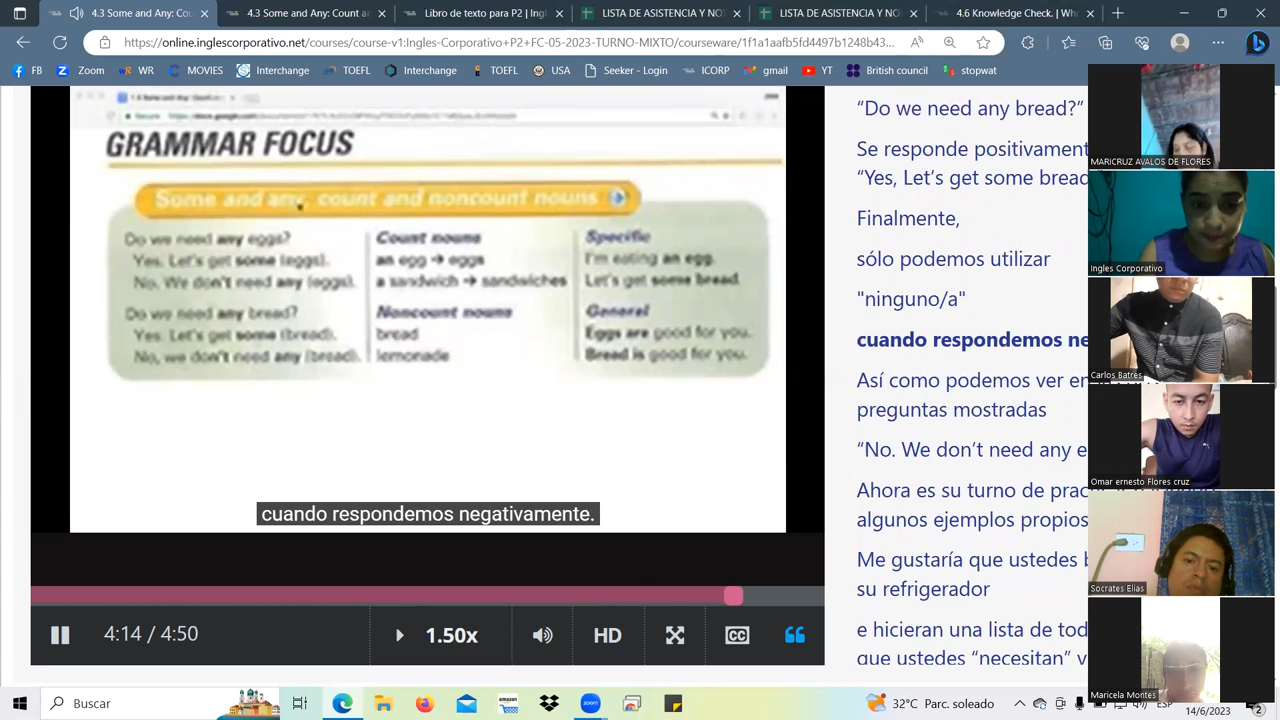 4.3 Some and Any:
4.3 Some and Any: Cou
Libro de texto para P2 | Ingl
LISTA DE ASISTENCIA Y NOT
LISTA DE ASISTENCIA Y NOT
4.6 Knowledge Check | Wh
https://online.inglescorporativo.net/courses/course-v1:Ingles-Corporativo+P2+FC-05-2023-TURNO-MIXTO/courseware/1f1a1aafb5fd4497b1248b43...
FB
Zoom
WR
MOVIES
Interchange
TOEFL
Interchange
TOEFL
USA
Seeker - Login
ICORP
gmail
YT
British council
stopwat
GRAMMAR FOCUS
Some and any, count and noncount nouns
Do we need any eggs?
Yes. Let's get some (eggs).
No. We don't need any (eggs).
Do we need any bread?
Yes. Let's get some (bread).
No, we don't need any (bread).
Count nouns
an egg → eggs
a sandwich → sandwiches
Noncount nouns
bread
lemonade
Specific
I'm eating an egg.
Let's get some bread.
General
Eggs are good for you.
Bread is good for you.
cuando respondemos negativamente.
4:14 / 4:50
1.50x
HD
CC
“Do we need any bread?”
Se responde positivament
“Yes, Let’s get some bread
Finalmente,
sólo podemos utilizar
"ninguno/a"
cuando respondemos ne
Así como podemos ver en
preguntas mostradas
“No. We don’t need any e
Ahora es su turno de prac
algunos ejemplos propios
Me gustaría que ustedes b
su refrigerador
e hicieran una lista de tod
que ustedes “necesitan” v
MARICRUZ AVALOS DE FLORES
Ingles Corporativo
Carlos Batres
Omar ernesto Flores cruz
Socrates Elias
Maricela Montes
Buscar
32°C Parc. soleado
ESP
14/6/2023
2